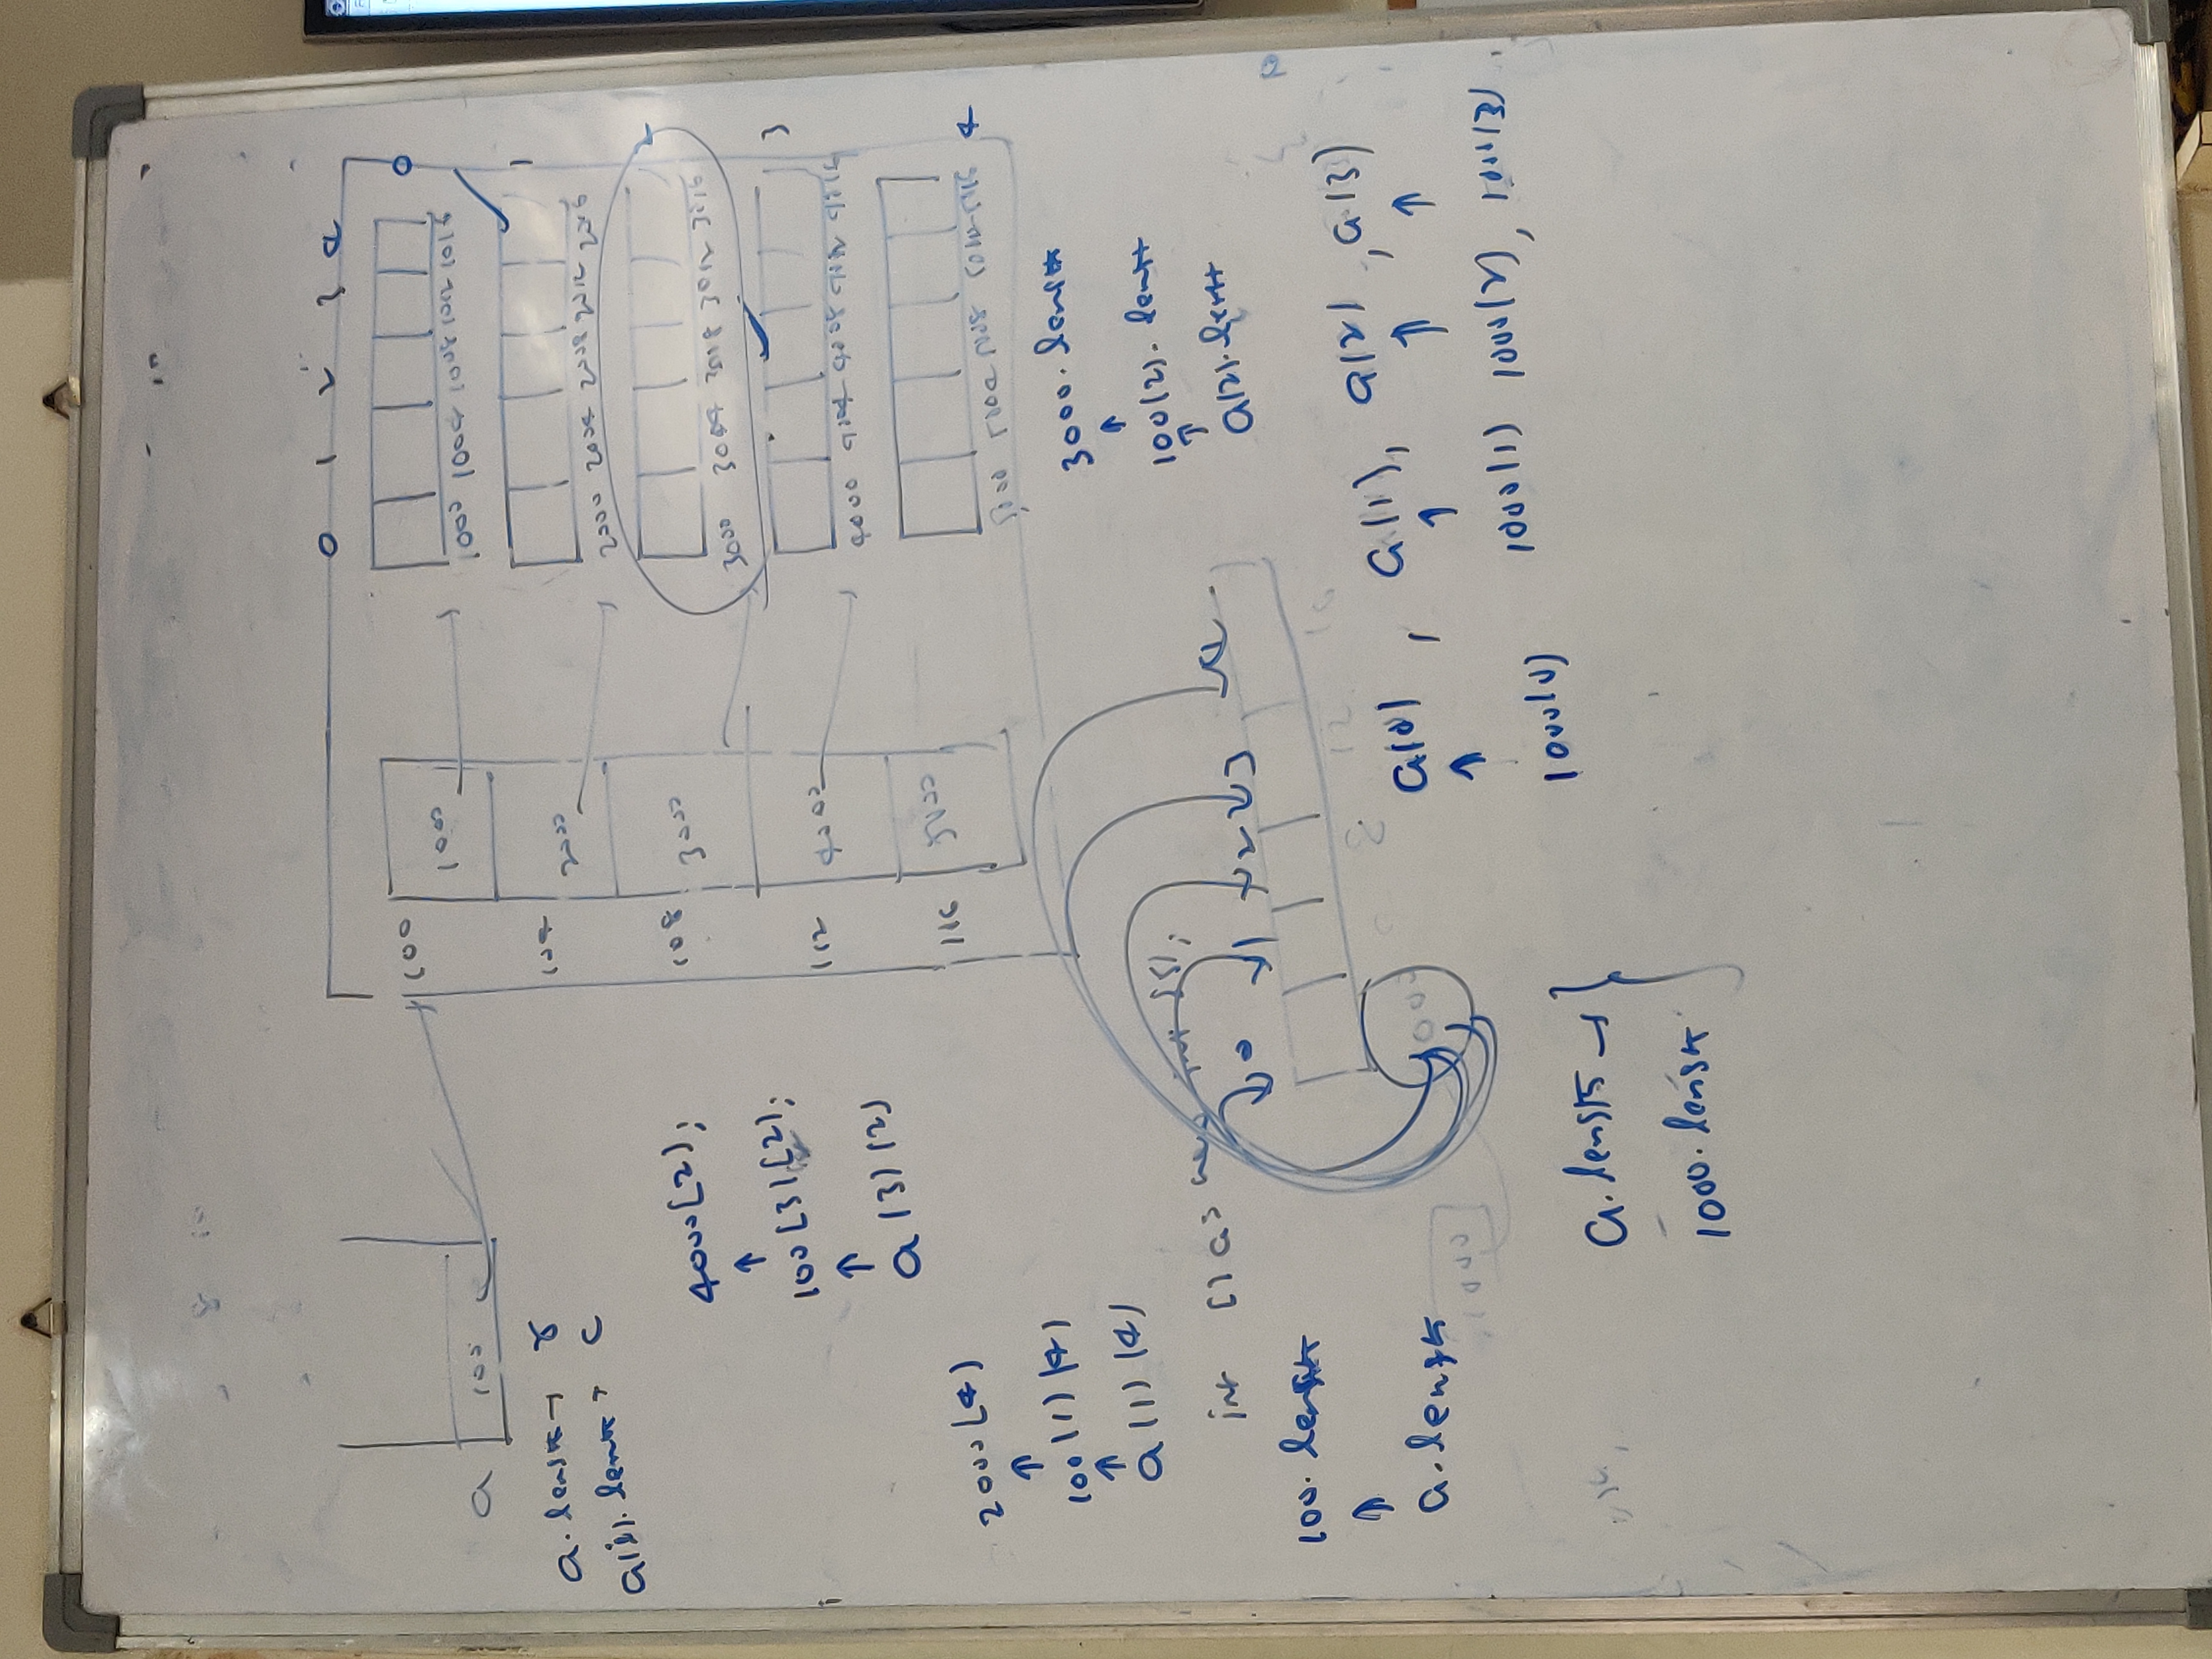 0 1 2 3 4
100 1000
1000 1004 1008 1012 1016
0
a 100
104 2000
2000 2004 2008 2012 2016
1
a.length → r
a[i].length → c
108 3000
3000 3004 3008 3012 3016
2
4000[2];
100[3][2];
a[3][2]
112 4000
4000 4004 4008 4012 4016
3
116 5000
5000 5004 5008 5012 5016
4
2000[4]
100[1][4]
a[1][4]
3000.length
100[2].length
a[2].length
int [] a = new int [5];
0 1 2 3 4
12 16
100.length
a.length
1000
a[0], a[1], a[2], a[3]
1000[0] 1000[1] 1000[2], 1000[3]
a.length →
1000.length